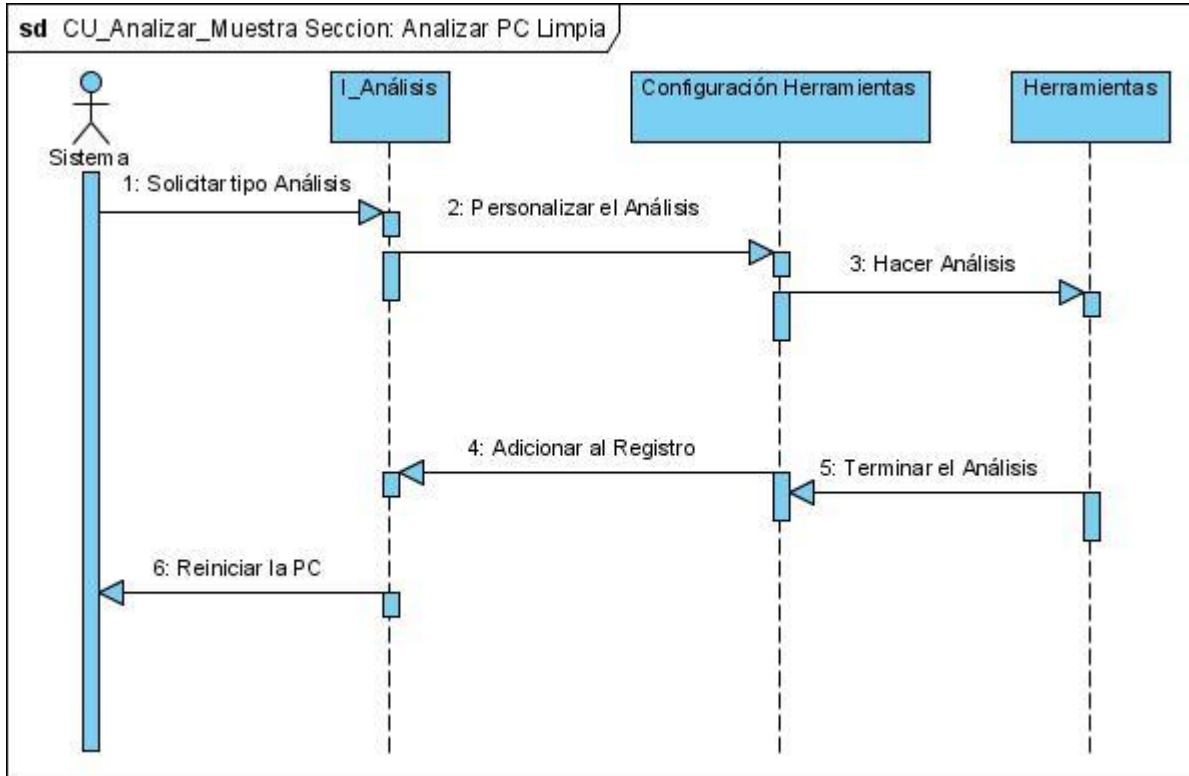 sd CU_Analizar_Muestra Seccion: Analizar PC Limpia
I_Análisis
Configuración Herramientas
Herramientas
Sistema
1: Solicitar tipo Análisis
2: Personalizar el Análisis
3: Hacer Análisis
4: Adicionar al Registro
5: Terminar el Análisis
6: Reiniciar la PC